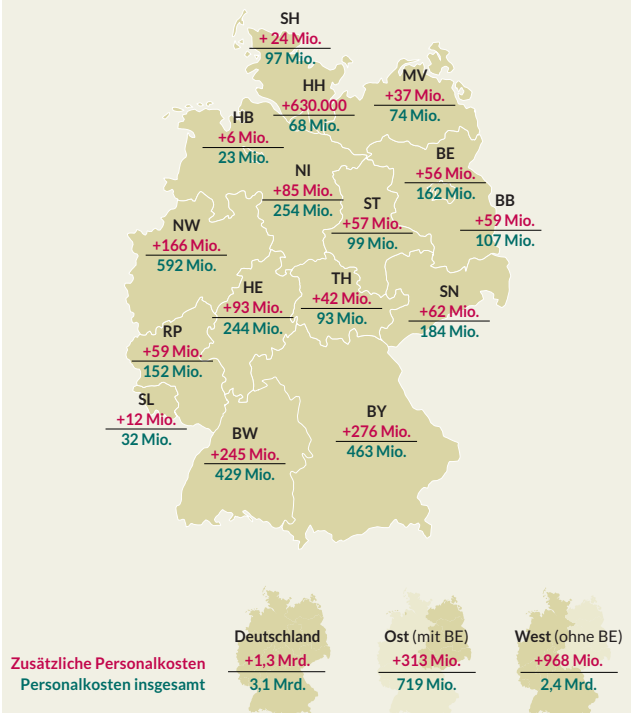 SH
+ 24 Mio.
97 Mio.
HH
+630.000
68 Mio.
MV
+37 Mio.
74 Mio.
HB
+6 Mio.
23 Mio.
BE
+56 Mio.
162 Mio.
NI
+85 Mio.
254 Mio.
ST
+57 Mio.
99 Mio.
BB
+59 Mio.
107 Mio.
NW
+166 Mio.
592 Mio.
HE
+93 Mio.
244 Mio.
TH
+42 Mio.
93 Mio.
SN
+62 Mio.
184 Mio.
RP
+59 Mio.
152 Mio.
SL
+12 Mio.
32 Mio.
BW
+245 Mio.
429 Mio.
BY
+276 Mio.
463 Mio.
Deutschland Ost (mit BE) West (ohne BE)
Zusätzliche Personalkosten +1,3 Mrd. +313 Mio. +968 Mio.
Personalkosten insgesamt 3,1 Mrd. 719 Mio. 2,4 Mrd.